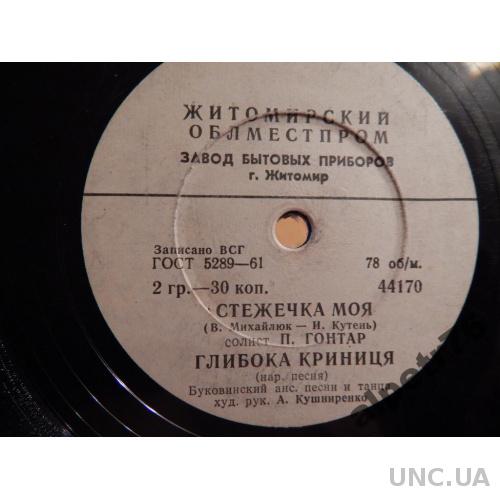 ЖИТОМИРСКИЙ
ОБЛМЕСТПРОМ
ЗАВОД БЫТОВЫХ ПРИБОРОВ
г. Житомир
Записано ВСГ
ГОСТ 5289—61 78 об/м.
2 гр.—30 коп. 44170
СТЕЖЕЧКА МОЯ
(В. Михайлюк — И. Кутень)
солист П. ГОНТАР
ГЛИБОКА КРИНИЦЯ
(нар. песня)
Буковинский анс. песни и танца
худ. рук. А. Кушниренко
UNC.UA